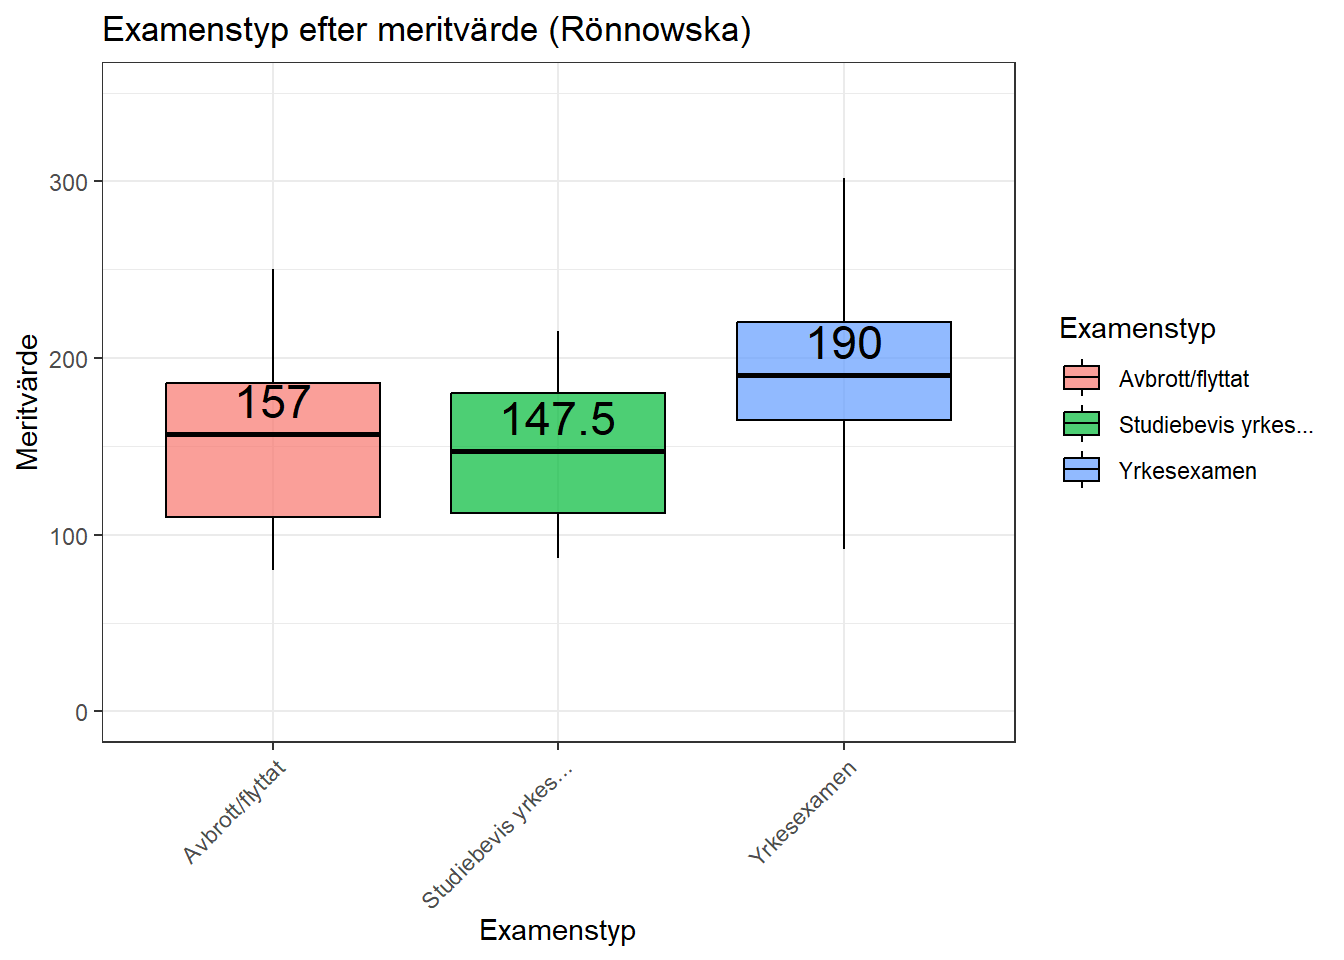 Examenstyp efter meritvärde (Rönnowska)
Meritvärde
300
200
100
0
157
147.5
190
Avbrott/flyttat
Studiebevis yrkes...
Yrkesexamen
Examenstyp
Examenstyp
Avbrott/flyttat
Studiebevis yrkes...
Yrkesexamen